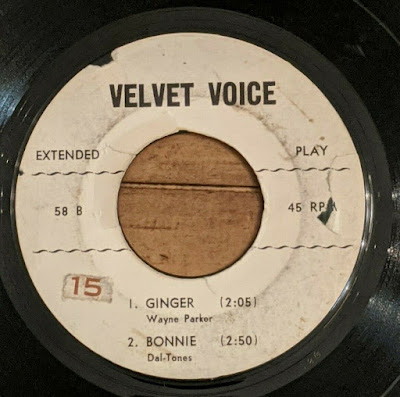 VELVET VOICE
EXTENDED PLAY
58 B 45 RPM
15
1. GINGER (2:05)
Wayne Parker
2. BONNIE (2:50)
Dal-Tones